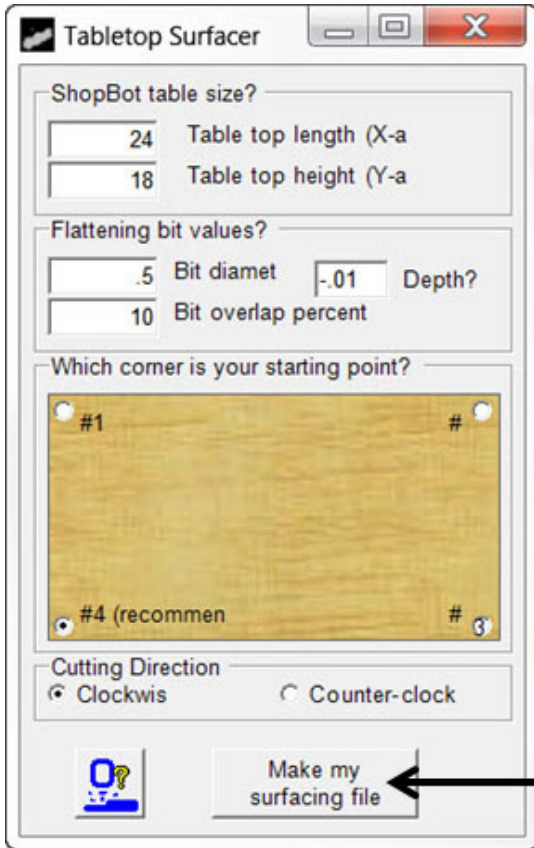 Tabletop Surfacer
ShopBot table size?
24 Table top length (X-a
18 Table top height (Y-a
Flattening bit values?
.5 Bit diamet -.01 Depth?
10 Bit overlap percent
Which corner is your starting point?
#1 #
#4 (recommen # 3
Cutting Direction
Clockwis Counter-clock
Make my
surfacing file